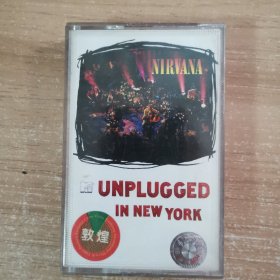 NIRVANA
UNPLUGGED
IN NEW YORK
敦煌